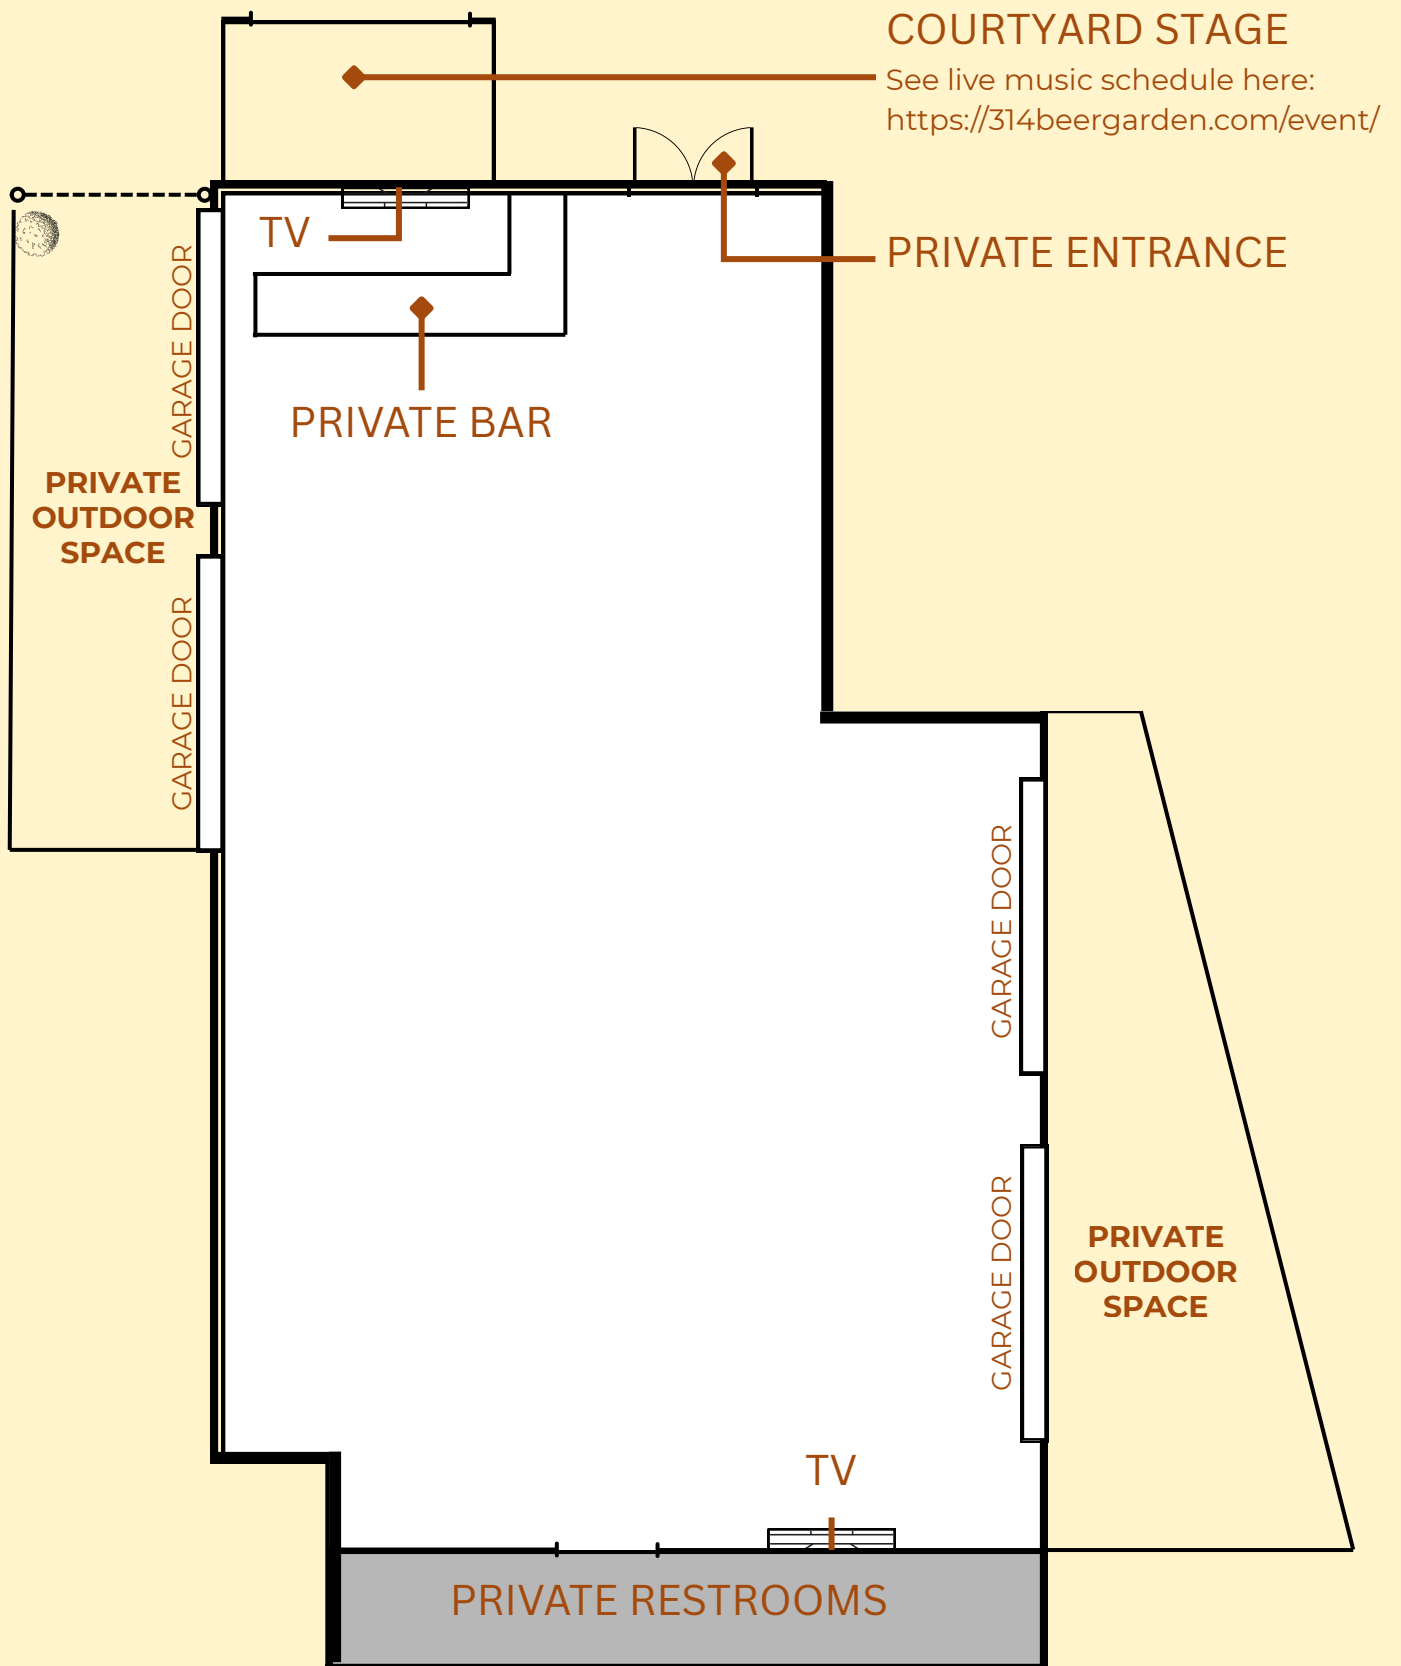 COURTYARD STAGE
See live music schedule here:
https://314beergarden.com/event/
TV
PRIVATE ENTRANCE
GARAGE DOOR
PRIVATE BAR
PRIVATE
OUTDOOR
SPACE
GARAGE DOOR
GARAGE DOOR
GARAGE DOOR
PRIVATE
OUTDOOR
SPACE
TV
PRIVATE RESTROOMS